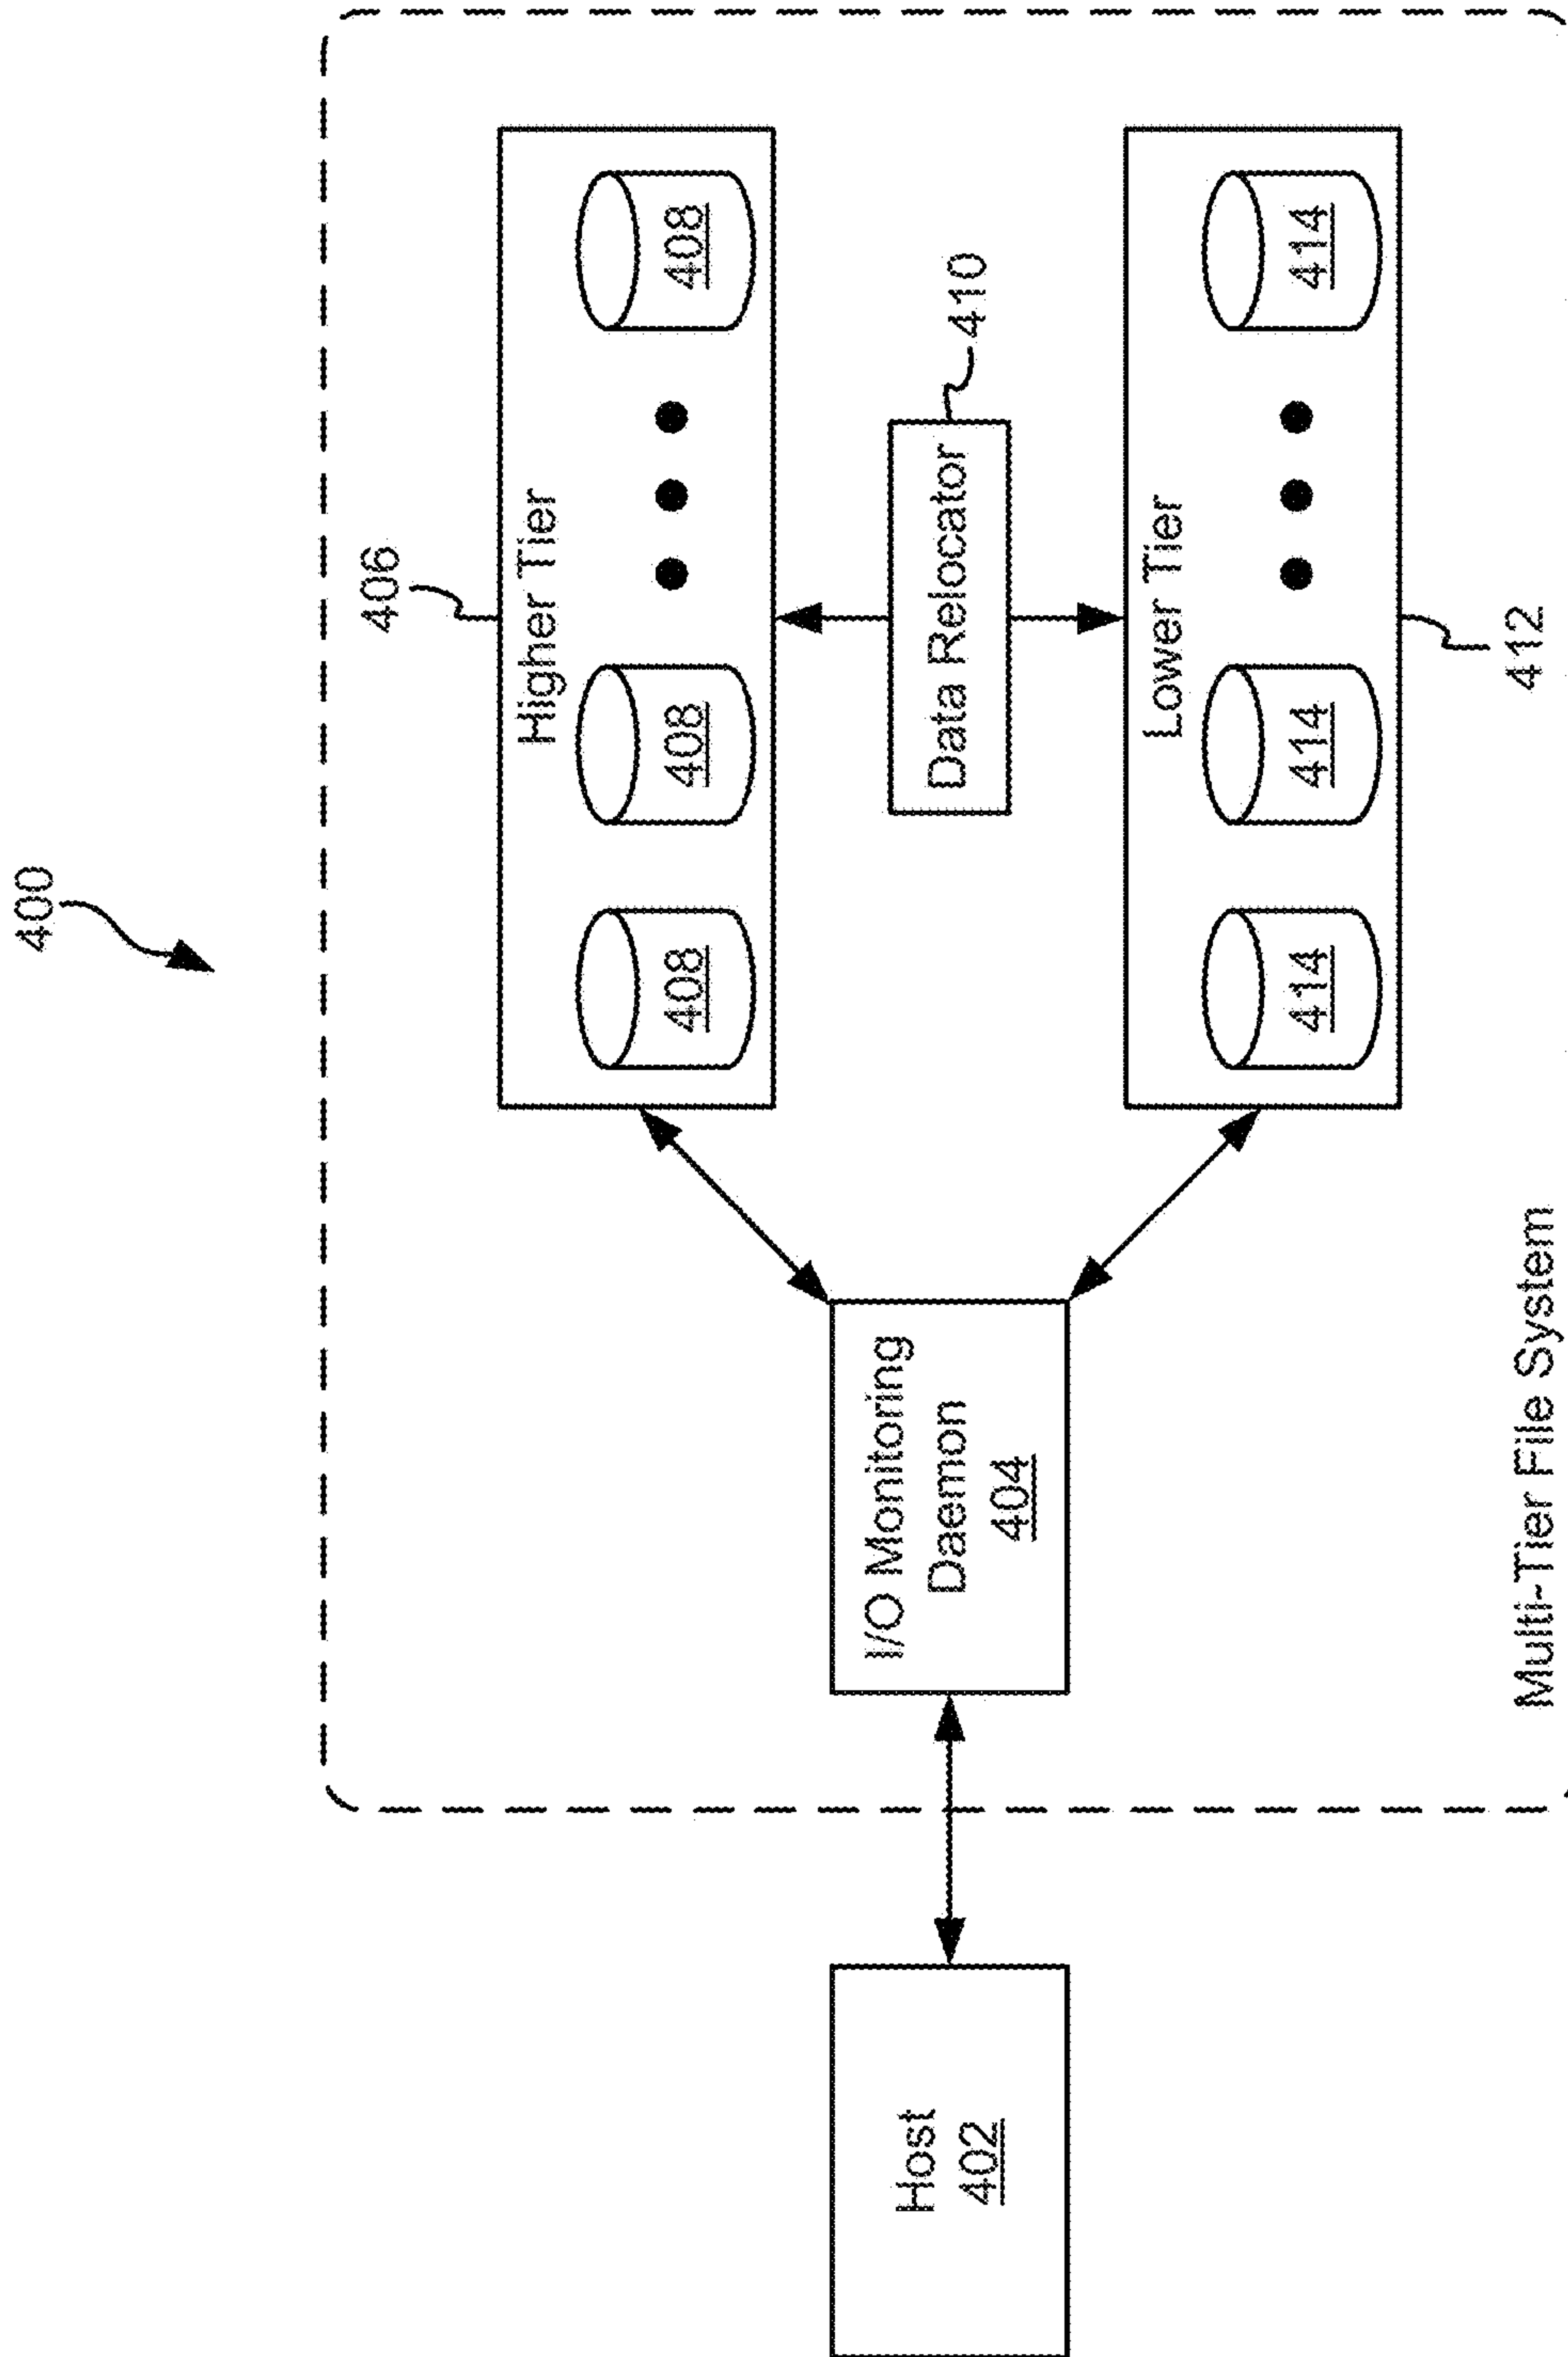 400
406
Higher Tier
408
408
408
Host
402
I/O Monitoring
Daemon
404
Data Relocator
410
Lower Tier
414
414
414
412
Multi-Tier File System